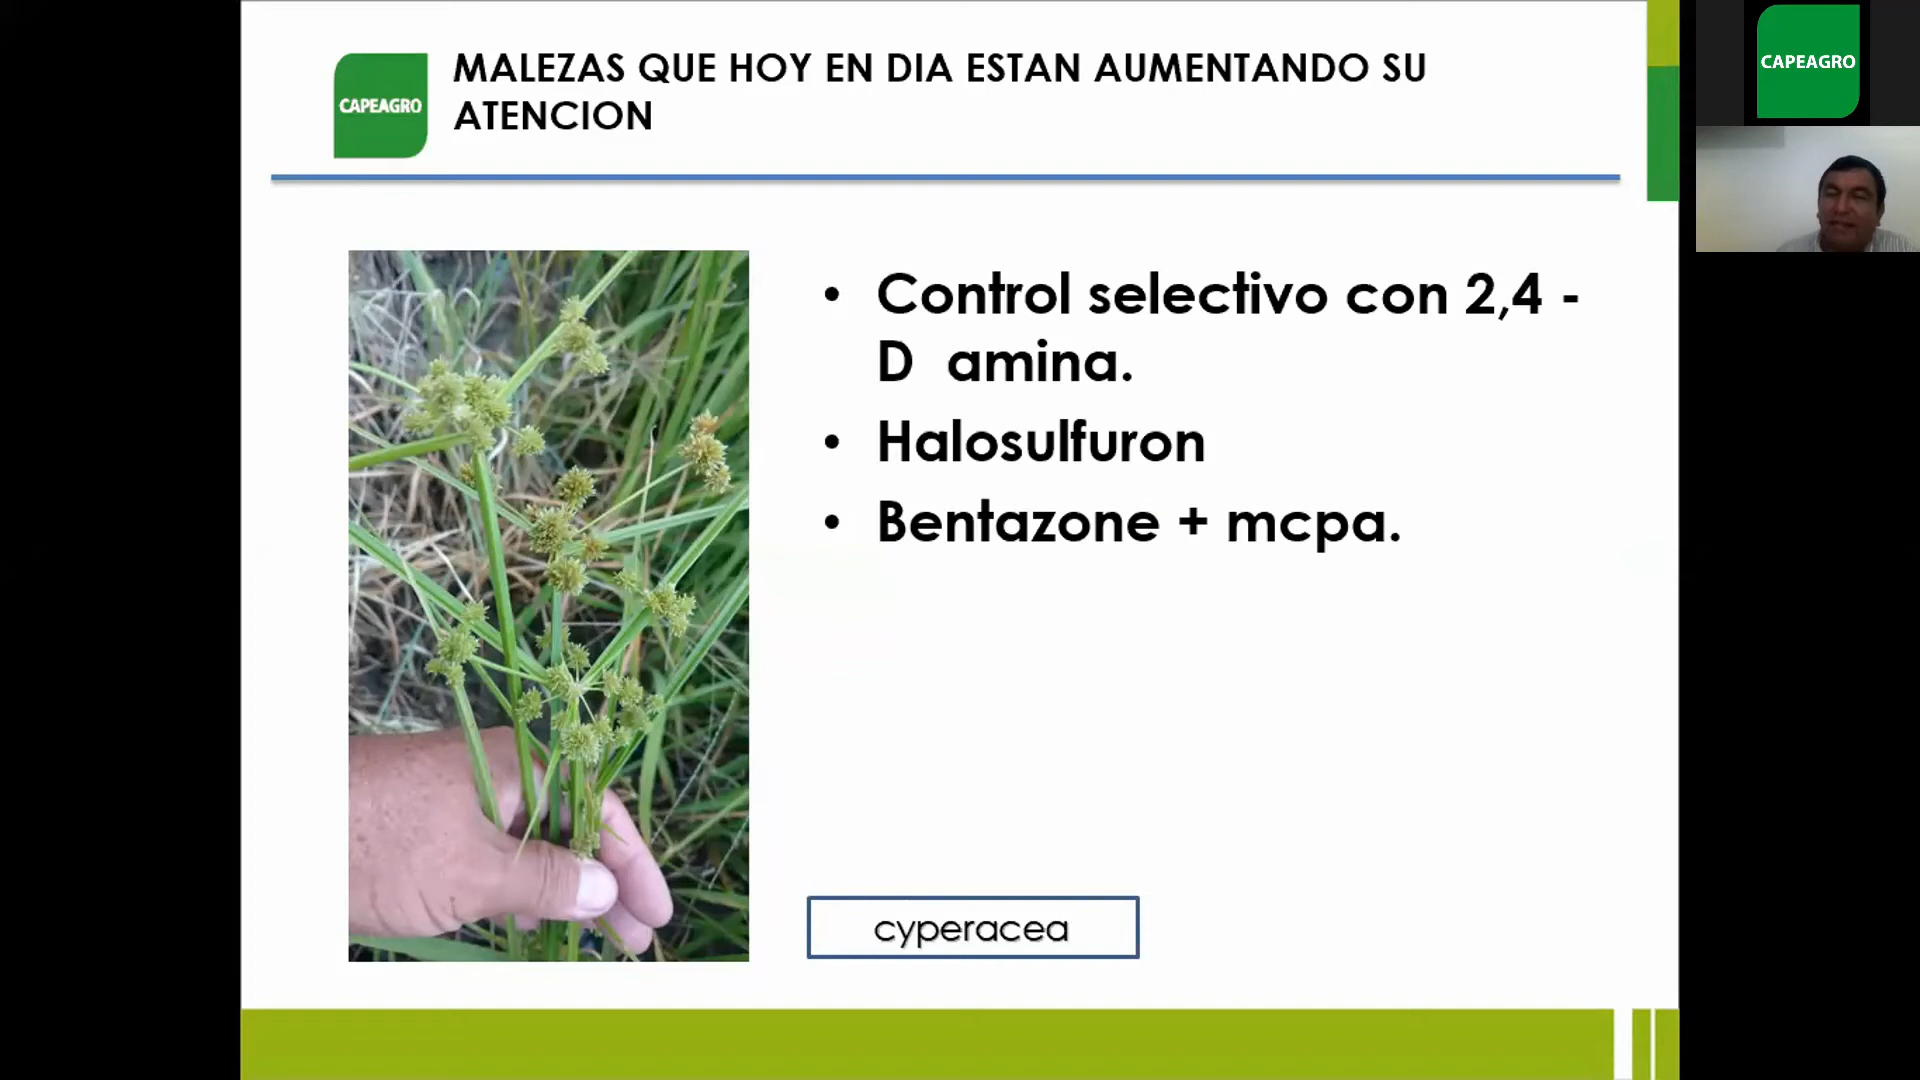 CAPEAGRO
MALEZAS QUE HOY EN DIA ESTAN AUMENTANDO SU
ATENCION
CAPEAGRO
• Control selectivo con 2,4 -
D amina.
• Halosulfuron
• Bentazone + mcpa.
cyperacea